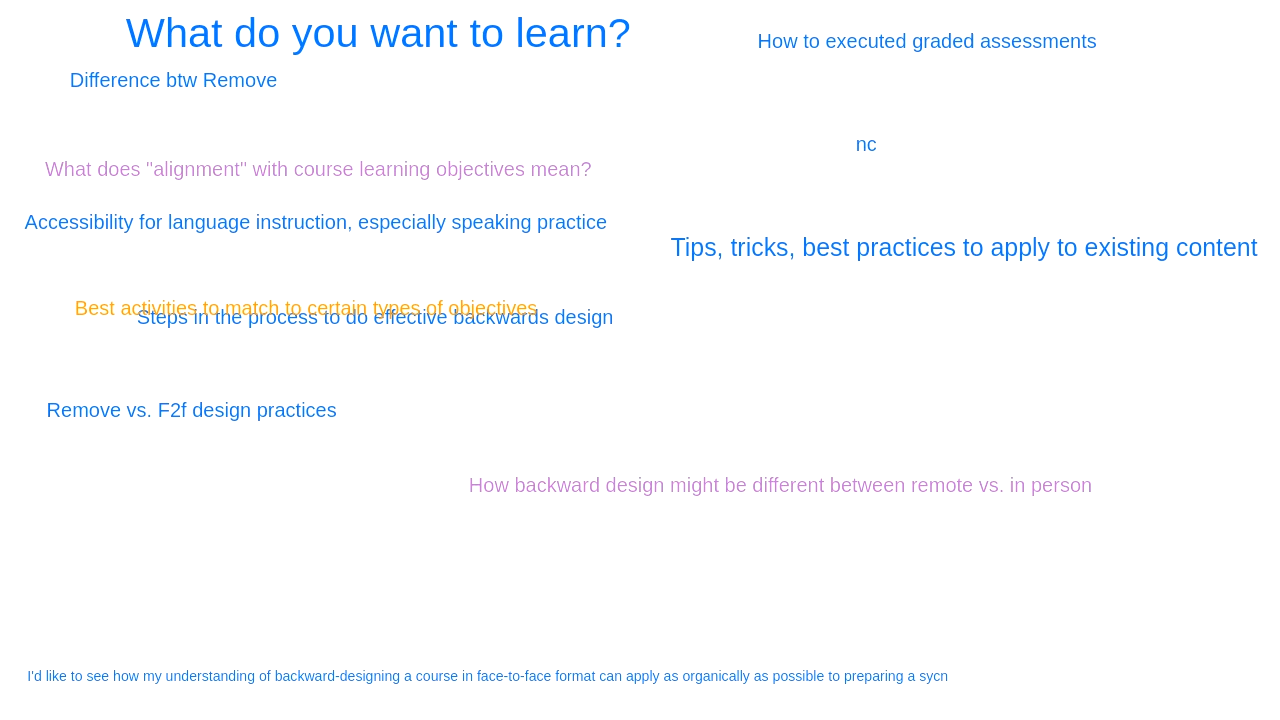 What do you want to learn?
How to executed graded assessments
Difference btw Remove
nc
What does "alignment" with course learning objectives mean?
Accessibility for language instruction, especially speaking practice
Tips, tricks, best practices to apply to existing content
Best activities to match to certain types of objectives
Steps in the process to do effective backwards design
Remove vs. F2f design practices
How backward design might be different between remote vs. in person
I'd like to see how my understanding of backward-designing a course in face-to-face format can apply as organically as possible to preparing a sycn